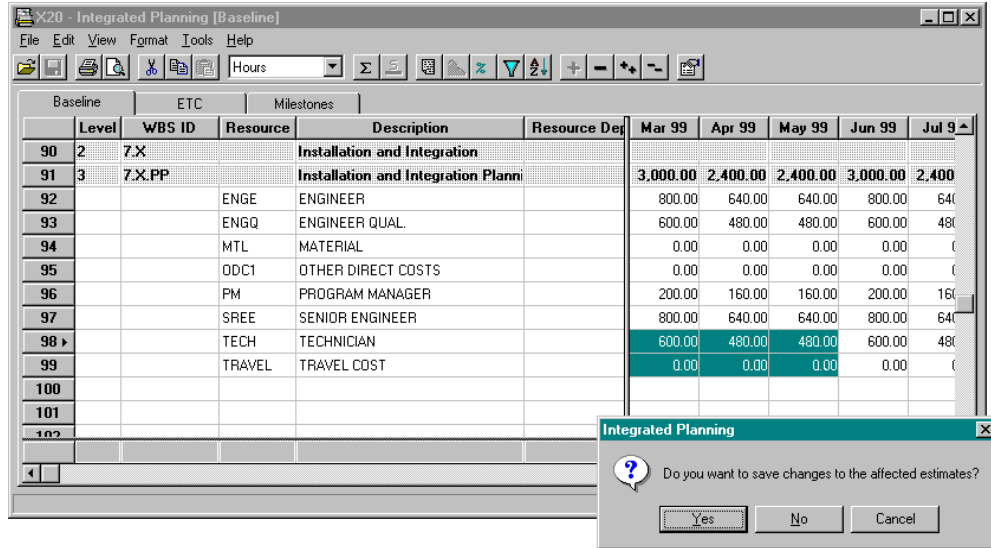 X20 - Integrated Planning [Baseline]
File Edit View Format Tools Help
Hours
Baseline ETC Milestones
Level WBS ID Resource Description Resource Dep Mar 99 Apr 99 May 99 Jun 99 Jul 9
90 2 7.X Installation and Integration
91 3 7.X.PP Installation and Integration Planni 3,000.00 2,400.00 2,400.00 3,000.00 2,400
92 ENGE ENGINEER 800.00 640.00 640.00 800.00 640
93 ENGQ ENGINEER QUAL. 600.00 480.00 480.00 600.00 480
94 MTL MATERIAL 0.00 0.00 0.00 0.00
95 ODC1 OTHER DIRECT COSTS 0.00 0.00 0.00 0.00
96 PM PROGRAM MANAGER 200.00 160.00 160.00 200.00 160
97 SREE SENIOR ENGINEER 800.00 640.00 640.00 800.00 640
98 TECH TECHNICIAN 600.00 480.00 480.00 600.00 480
99 TRAVEL TRAVEL COST 0.00 0.00 0.00 0.00
100
101
102
Integrated Planning
Do you want to save changes to the affected estimates?
Yes No Cancel